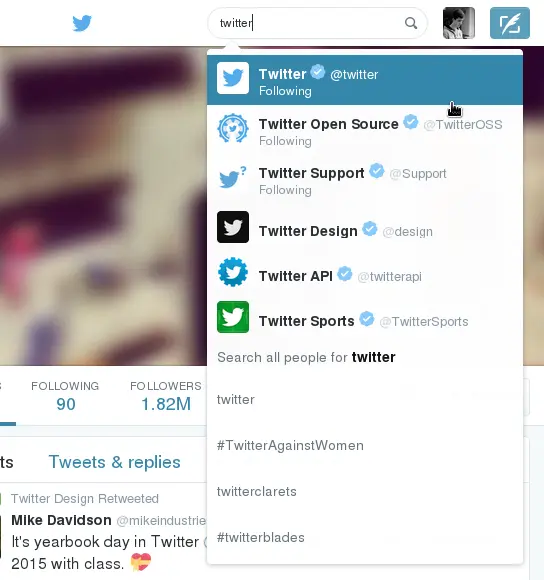 twitter
Twitter @twitter
Following
Twitter Open Source @TwitterOSS
Following
Twitter Support @Support
Following
Twitter Design @design
Twitter API @twitterapi
Twitter Sports @TwitterSports
Search all people for twitter
twitter
#TwitterAgainstWomen
twitterclarets
#twitterblades
S FOLLOWING FOLLOWERS
90 1.82M
ts Tweets & replies
Twitter Design Retweeted
Mike Davidson @mikeindustrie
It's yearbook day in Twitter @
2015 with class. 💝